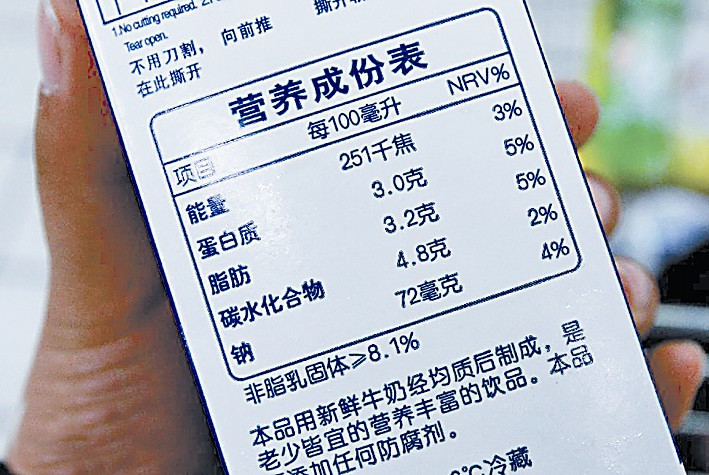 1.No cutting required. 2.
Tear open.
不用刀割， 向前推 撕开
在此撕开
营养成份表
项目 每100毫升 NRV%
能量 251千焦 3%
蛋白质 3.0克 5%
脂肪 3.2克 5%
碳水化合物 4.8克 2%
钠 72毫克 4%
非脂乳固体≥8.1%
本品用新鲜牛奶经均质后制成，是
老少皆宜的营养丰富的饮品。本品
添加任何防腐剂。
℃冷藏